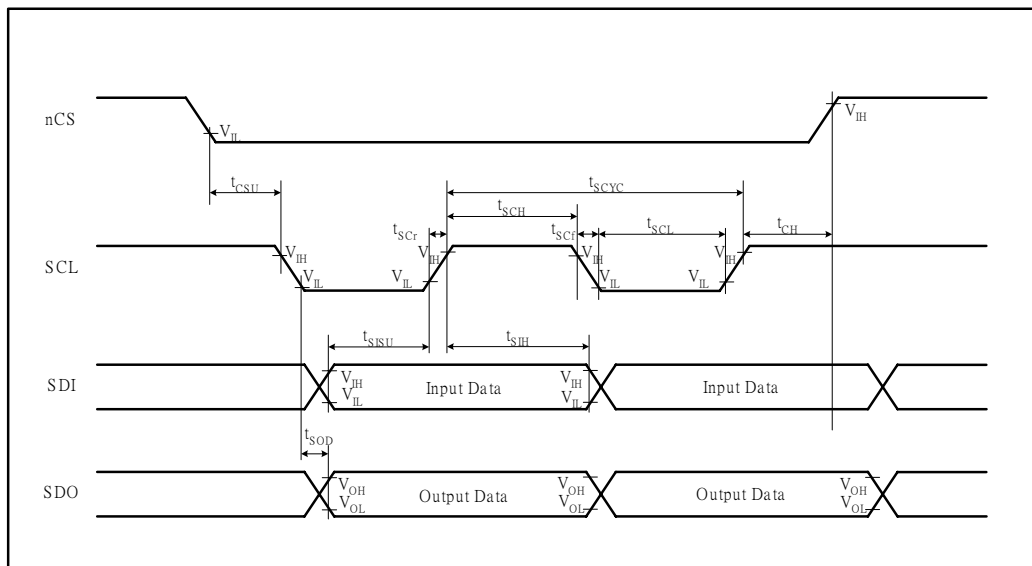 nCS
V_IL
V_IH
t_CSU
t_SCYC
t_SCH
t_SCr
t_SCf
t_SCL
t_CH
SCL
V_IH
V_IL
V_IL
V_IH
V_IH
V_IL
V_IL
V_IH
t_SISU
t_SIH
SDI
V_IH
V_IL
Input Data
V_IH
V_IL
Input Data
t_SOD
SDO
V_OH
V_OL
Output Data
V_OH
V_OL
Output Data
V_OH
V_OL